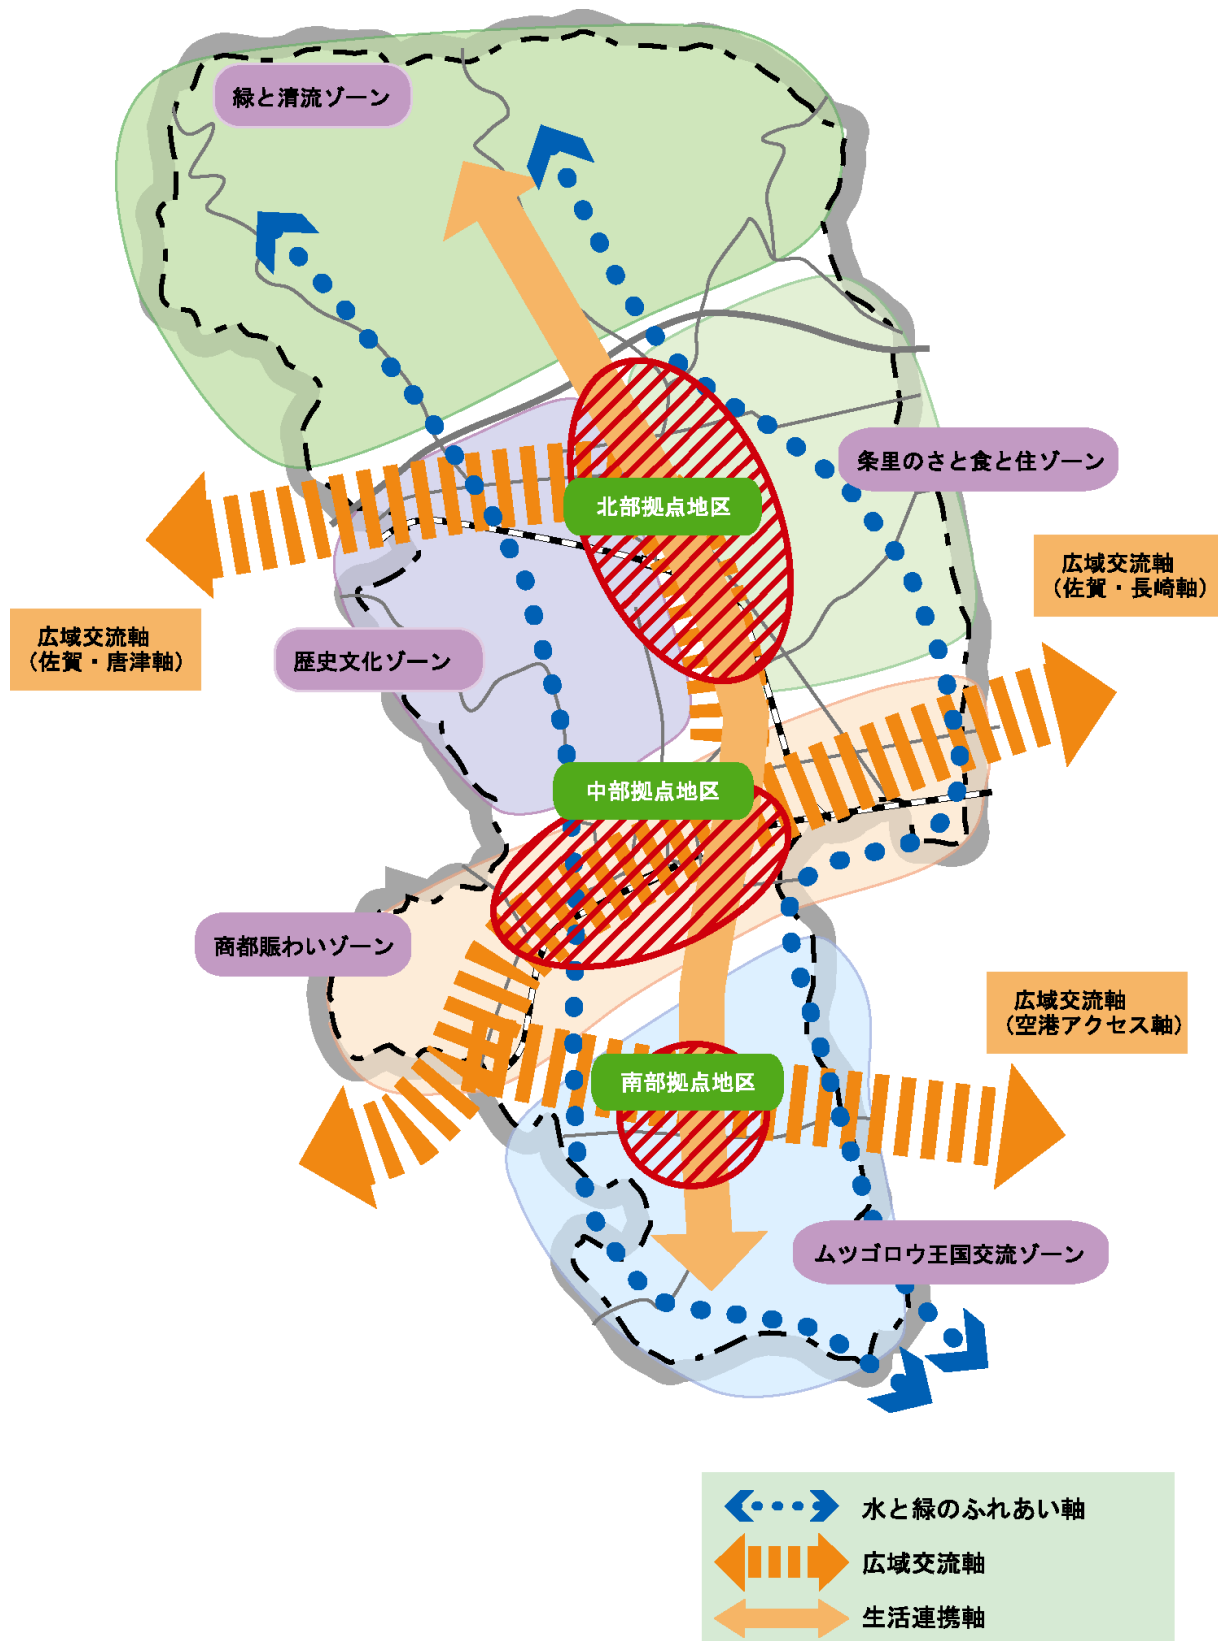 緑と清流ゾーン
条里のさと食と住ゾーン
北部拠点地区
広域交流軸
（佐賀・長崎軸）
広域交流軸
（佐賀・唐津軸）
歴史文化ゾーン
中部拠点地区
商都賑わいゾーン
広域交流軸
（空港アクセス軸）
南部拠点地区
ムツゴロウ王国交流ゾーン
水と緑のふれあい軸
広域交流軸
生活連携軸